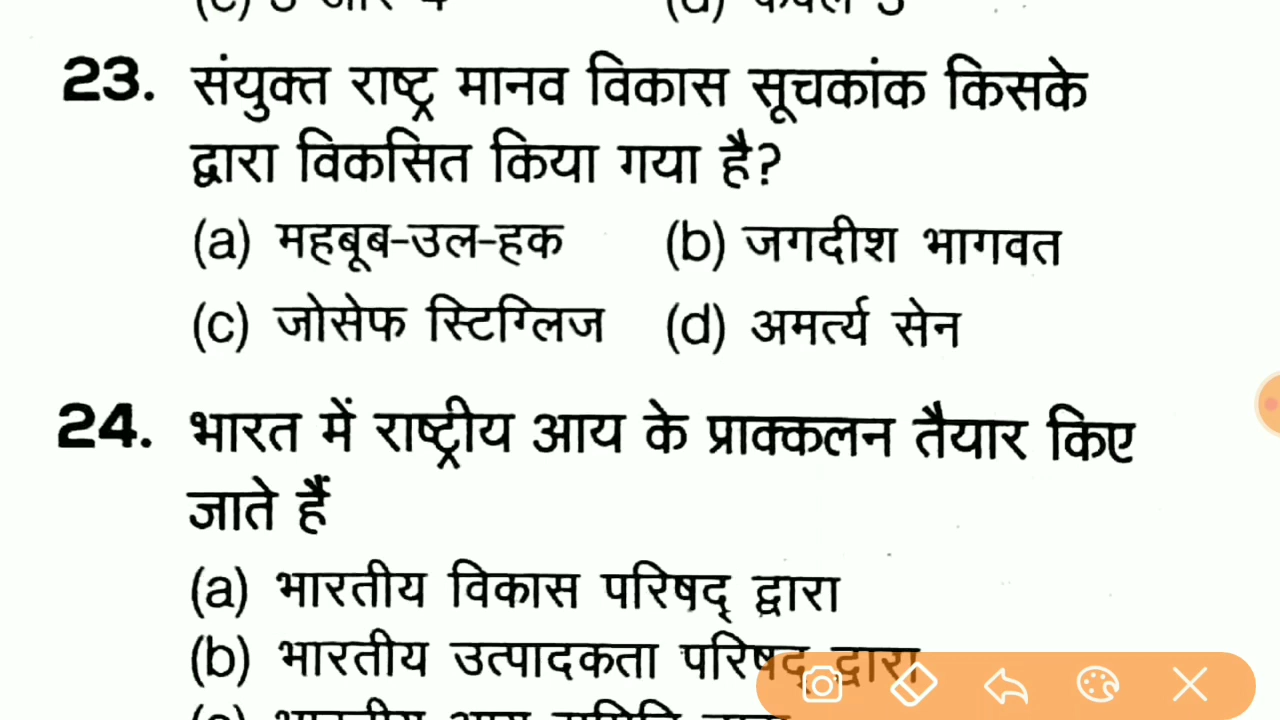 23. संयुक्त राष्ट्र मानव विकास सूचकांक किसके
द्वारा विकसित किया गया है?
(a) महबूब-उल-हक (b) जगदीश भागवत
(c) जोसेफ स्टिग्लिज (d) अमर्त्य सेन
24. भारत में राष्ट्रीय आय के प्राक्कलन तैयार किए
जाते हैं
(a) भारतीय विकास परिषद् द्वारा
(b) भारतीय उत्पादकता परिषद् द्वारा